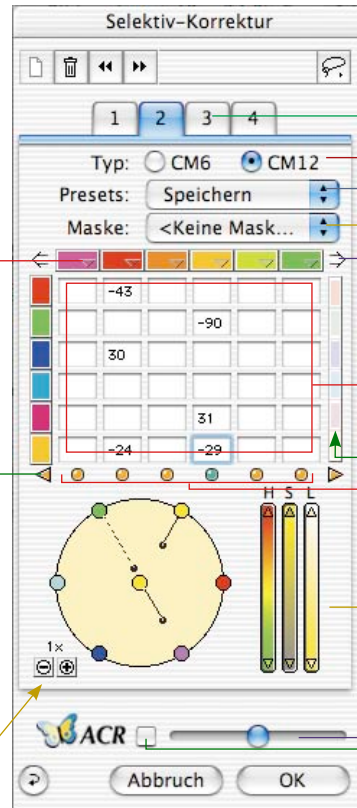 Selektiv-Korrektur
1 2 3 4
Typ: CM6 CM12
Presets: Speichern
Maske: <Keine Mask...
-43
-90
30
31
-24 -29
H S L
1x
ACR
Abbruch OK